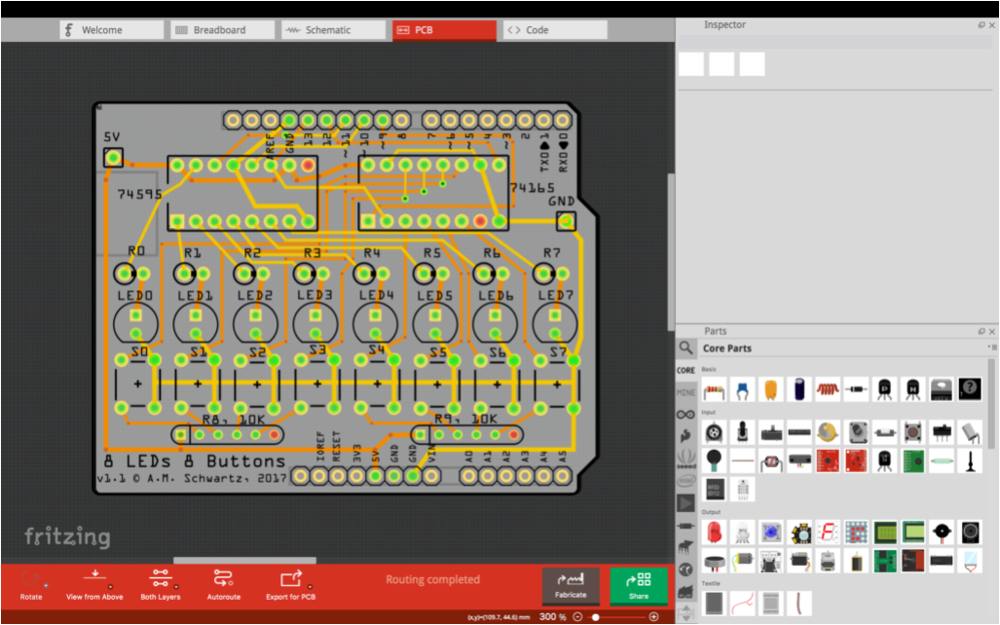 Welcome
Breadboard
Schematic
PCB
Code
Inspector
AREF
GND
13
12
~11
~10
~9
8
7
~6
~5
4
~3
2
TX0 1
RX0 0
5V
74595
74165
GND
R0 R1 R2 R3 R4 R5 R6 R7
LED0 LED1 LED2 LED3 LED4 LED5 LED6 LED7
S0 S1 S2 S3 S4 S5 S6 S7
+ + + + + + + +
R8, 10K
R9, 10K
IOREF
RESET
3V3
5V
GND
GND
VIN
A0
A1
A2
A3
A4
A5
8 LEDs 8 Buttons
v1.1 © A.M. Schwartz, 2017
fritzing
Parts
Core Parts
CORE
Basic
MINE
Input
seeed
intel
Output
Textile
Rotate
View from Above
Both Layers
Autoroute
Export for PCB
Routing completed
Fabricate
Share
(x,y)=(109.7, 44.6) mm
300 %